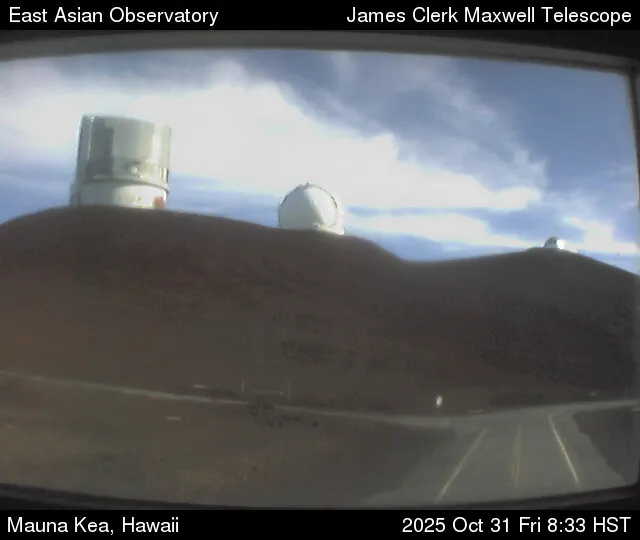 East Asian Observatory
James Clerk Maxwell Telescope
Mauna Kea, Hawaii
2025 Oct 31 Fri 8:33 HST